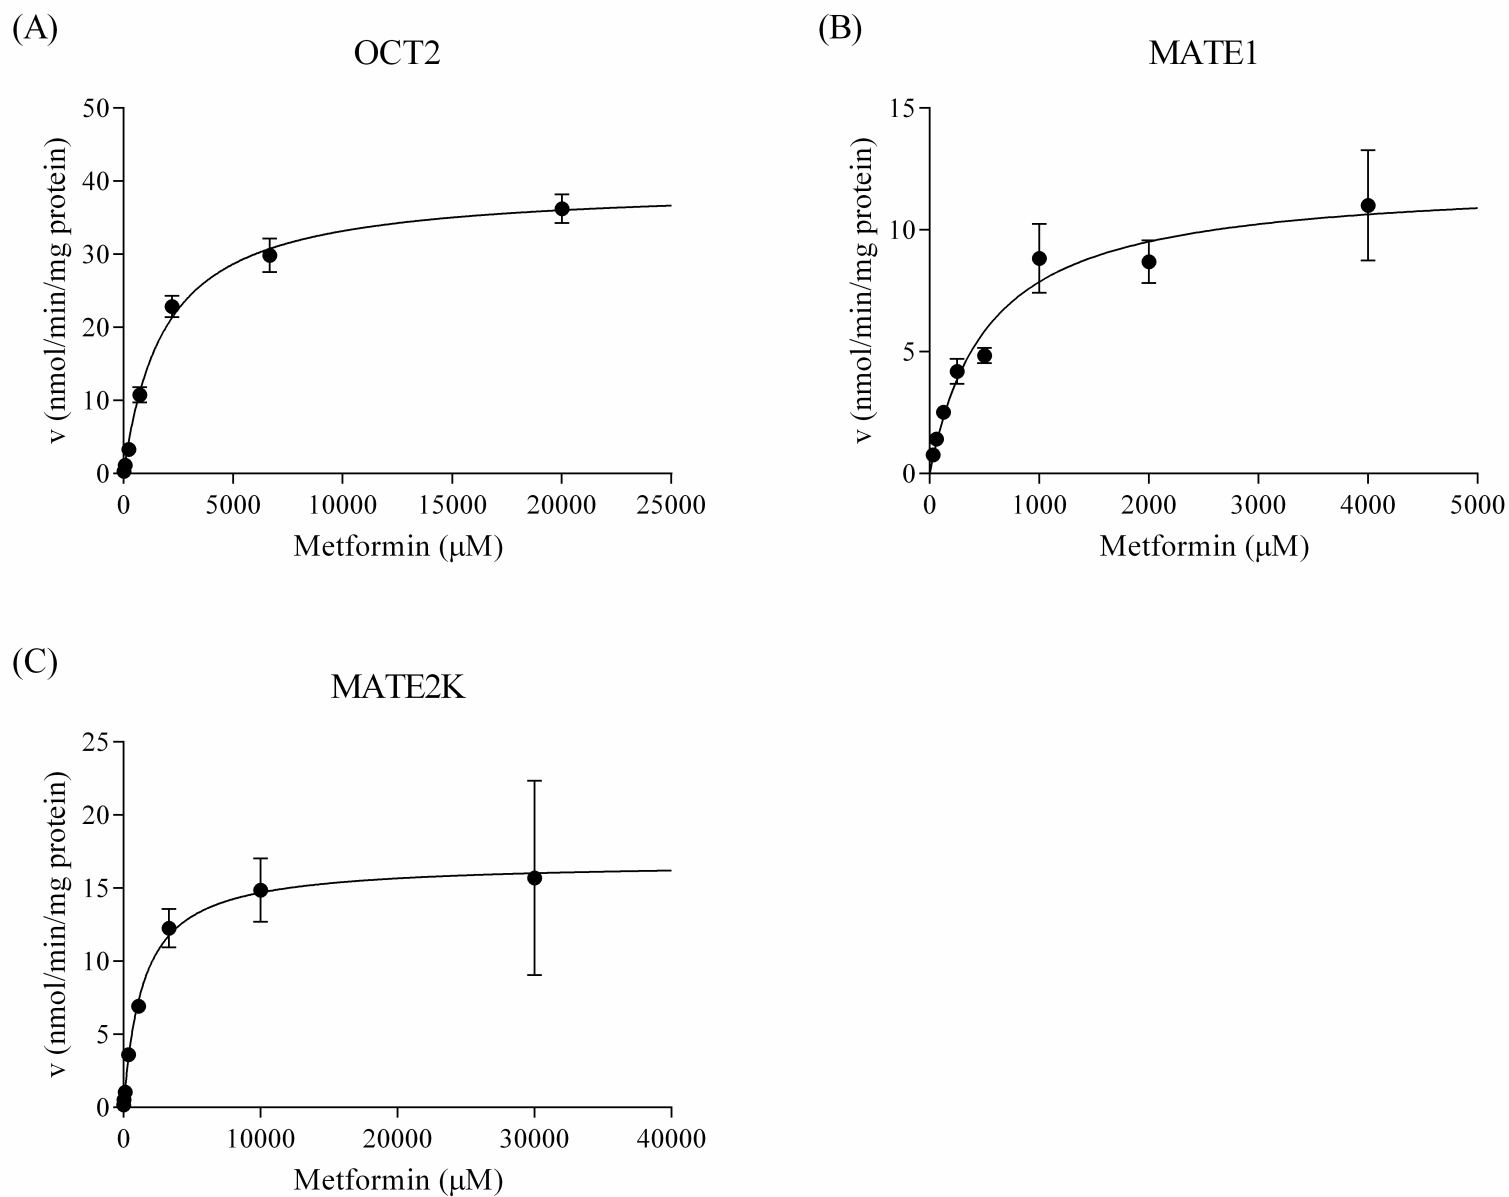 (A)
OCT2
50
40
30
20
10
0
v (nmol/min/mg protein)
0 5000 10000 15000 20000 25000
Metformin (μM)
(B)
MATE1
15
10
5
0
v (nmol/min/mg protein)
0 1000 2000 3000 4000 5000
Metformin (μM)
(C)
MATE2K
25
20
15
10
5
0
v (nmol/min/mg protein)
0 10000 20000 30000 40000
Metformin (μM)